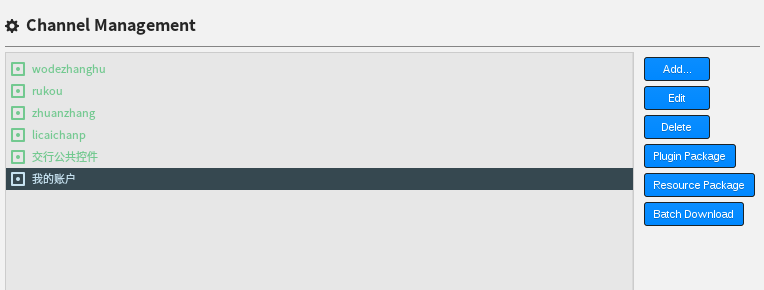 Channel Management
wodezhanghu
rukou
zhuanzhang
licaichanp
交行公共控件
我的账户
Add...
Edit
Delete
Plugin Package
Resource Package
Batch Download